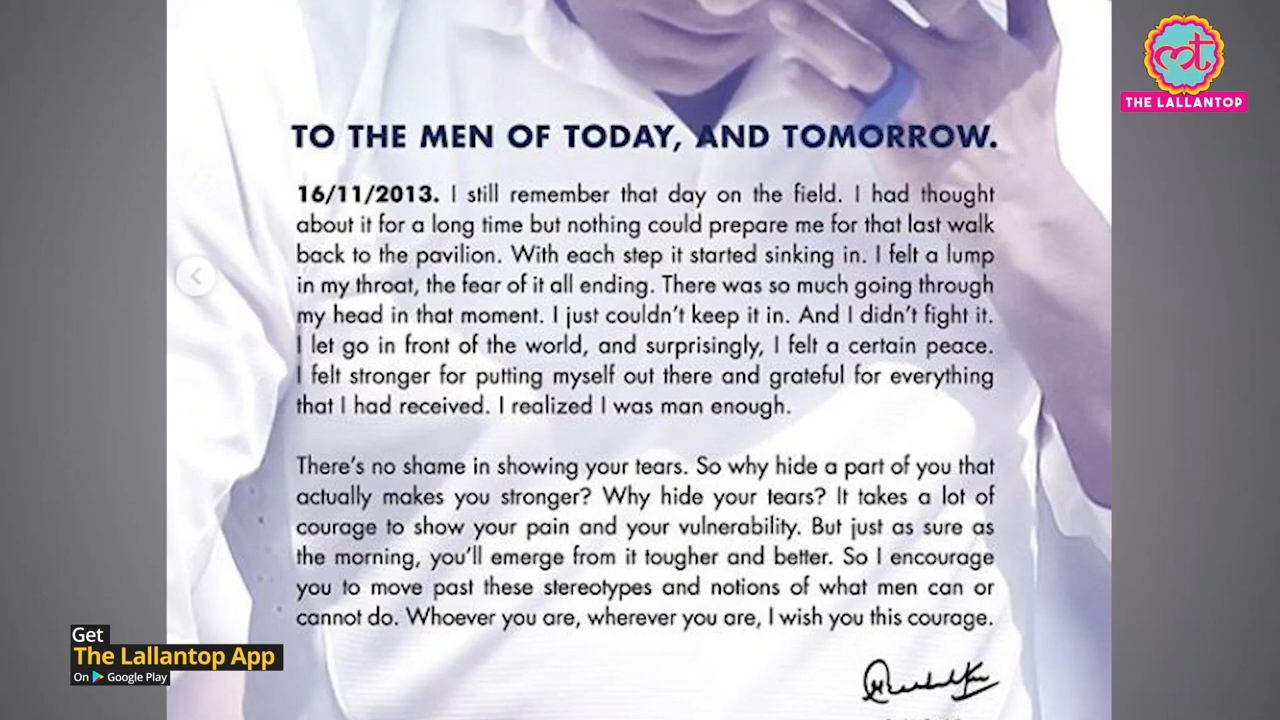 मत
THE LALLANTOP
TO THE MEN OF TODAY, AND TOMORROW.
16/11/2013. I still remember that day on the field. I had thought
about it for a long time but nothing could prepare me for that last walk
back to the pavilion. With each step it started sinking in. I felt a lump
in my throat, the fear of it all ending. There was so much going through
my head in that moment. I just couldn't keep it in. And I didn't fight it.
I let go in front of the world, and surprisingly, I felt a certain peace.
I felt stronger for putting myself out there and grateful for everything
that I had received. I realized I was man enough.
There's no shame in showing your tears. So why hide a part of you that
actually makes you stronger? Why hide your tears? It takes a lot of
courage to show your pain and your vulnerability. But just as sure as
the morning, you'll emerge from it tougher and better. So I encourage
you to move past these stereotypes and notions of what men can or
cannot do. Whoever you are, wherever you are, I wish you this courage.
Get
The Lallantop App
On Google Play